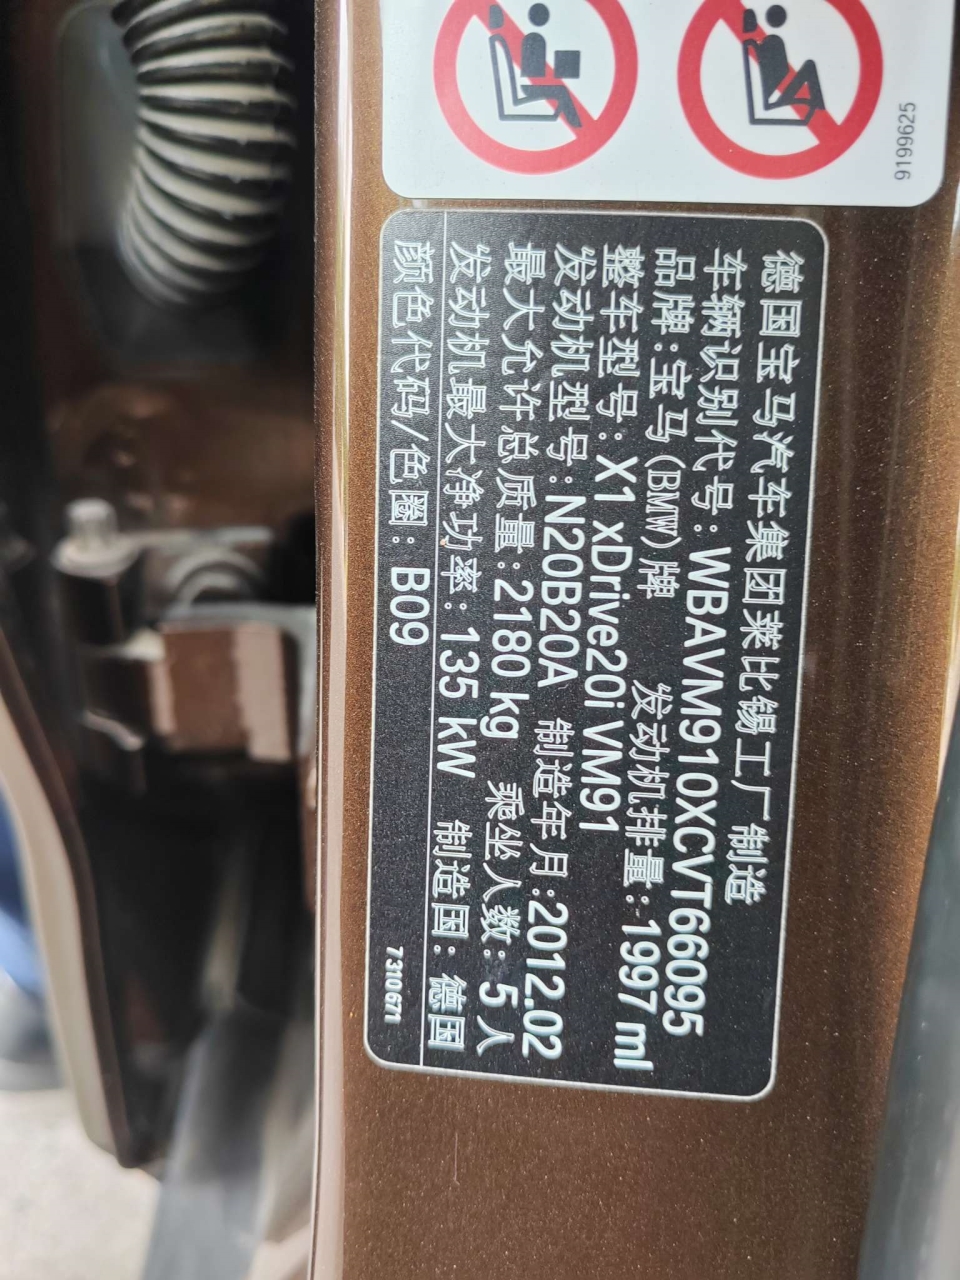 9199625
德国宝马汽车集团莱比锡工厂制造
车辆识别代号:WBAVM910XCVT66095
品牌:宝马(BMW)牌 发动机排量:1997 ml
整车型号:X1 xDrive20i VM91
发动机型号:N20B20A 制造年月:2012.02
最大允许总质量:2180 kg 乘坐人数:5人
发动机最大净功率:135 kW 制造国:德国
颜色代码/色圈:B09
7 310 671